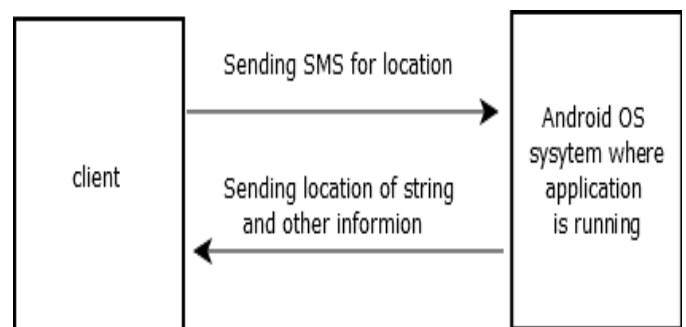 client
Sending SMS for location
Sending location of string
and other informion
Android OS
sysytem where
application
is running